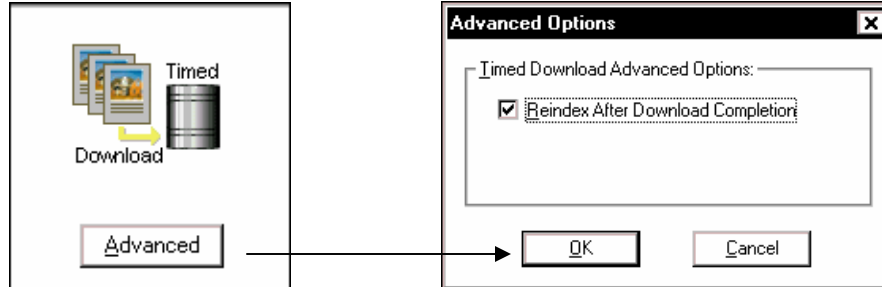 Timed
Download
Advanced
Advanced Options
Timed Download Advanced Options:
Reindex After Download Completion
OK
Cancel